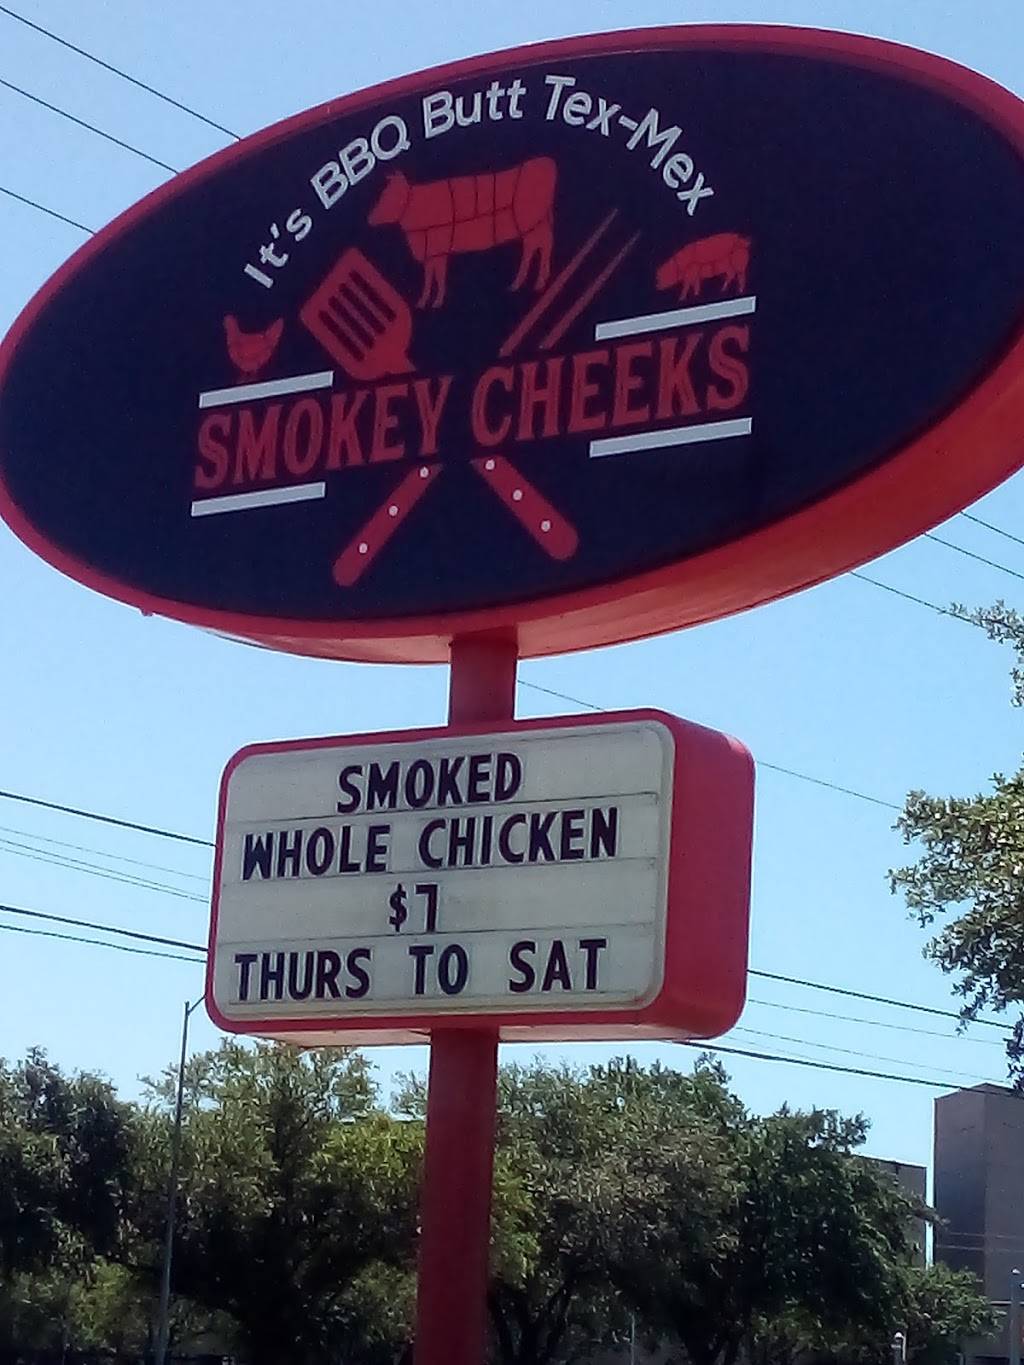 It's BBQ Butt Tex-Mex
SMOKEY CHEEKS
SMOKED
WHOLE CHICKEN
$7
THURS TO SAT